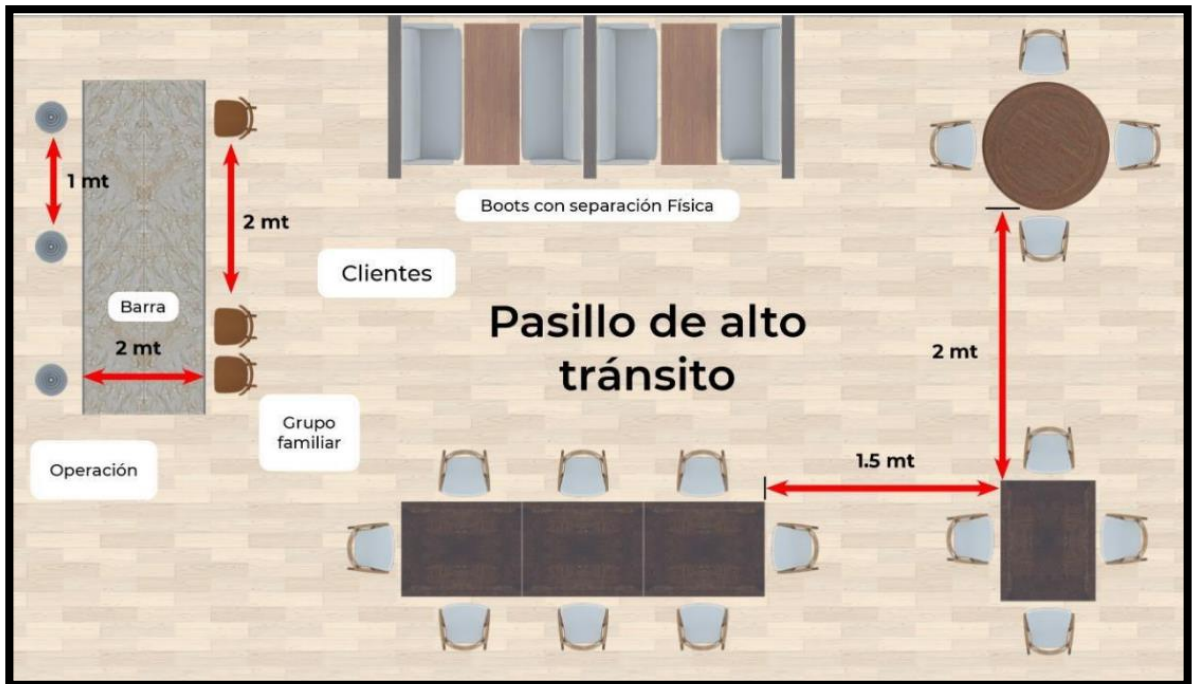 1 mt
2 mt
Barra
2 mt
Operación
Grupo
familiar
Clientes
Boots con separación Física
Pasillo de alto
tránsito
2 mt
1.5 mt